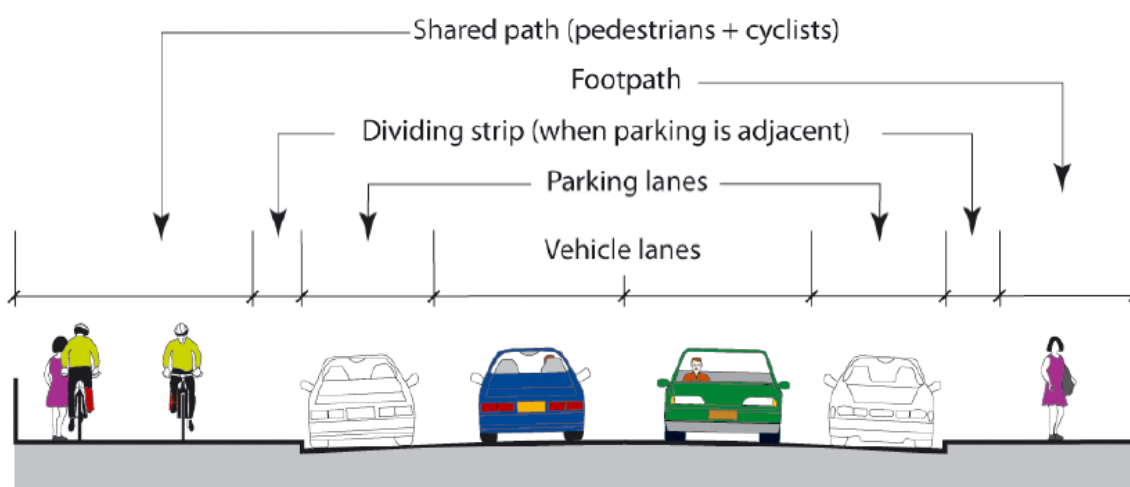 Shared path (pedestrians + cyclists)
Footpath
Dividing strip (when parking is adjacent)
Parking lanes
Vehicle lanes